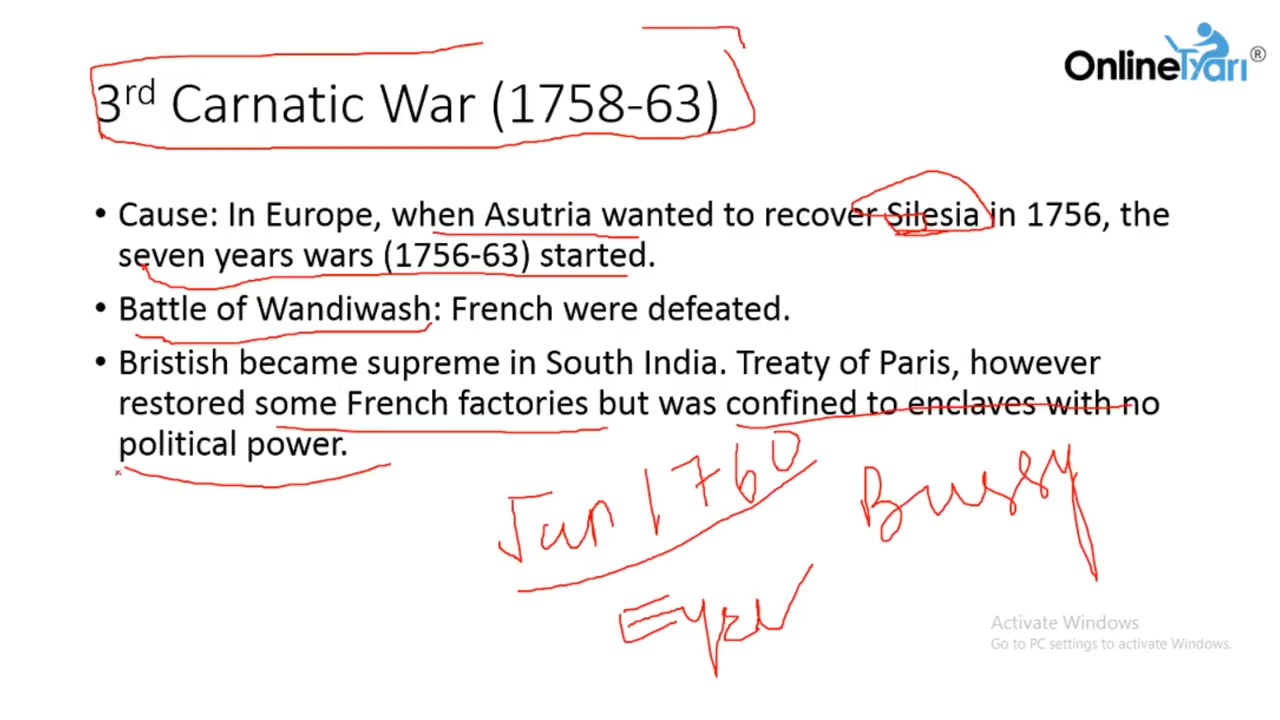 OnlineTyari®
3rd Carnatic War (1758-63)
• Cause: In Europe, when Asutria wanted to recover Silesia in 1756, the
seven years wars (1756-63) started.
• Battle of Wandiwash: French were defeated.
• Bristish became supreme in South India. Treaty of Paris, however
restored some French factories but was confined to enclaves with no
political power.
Jan 1760
Bussy
Activate Windows
Go to PC settings to activate Windows.